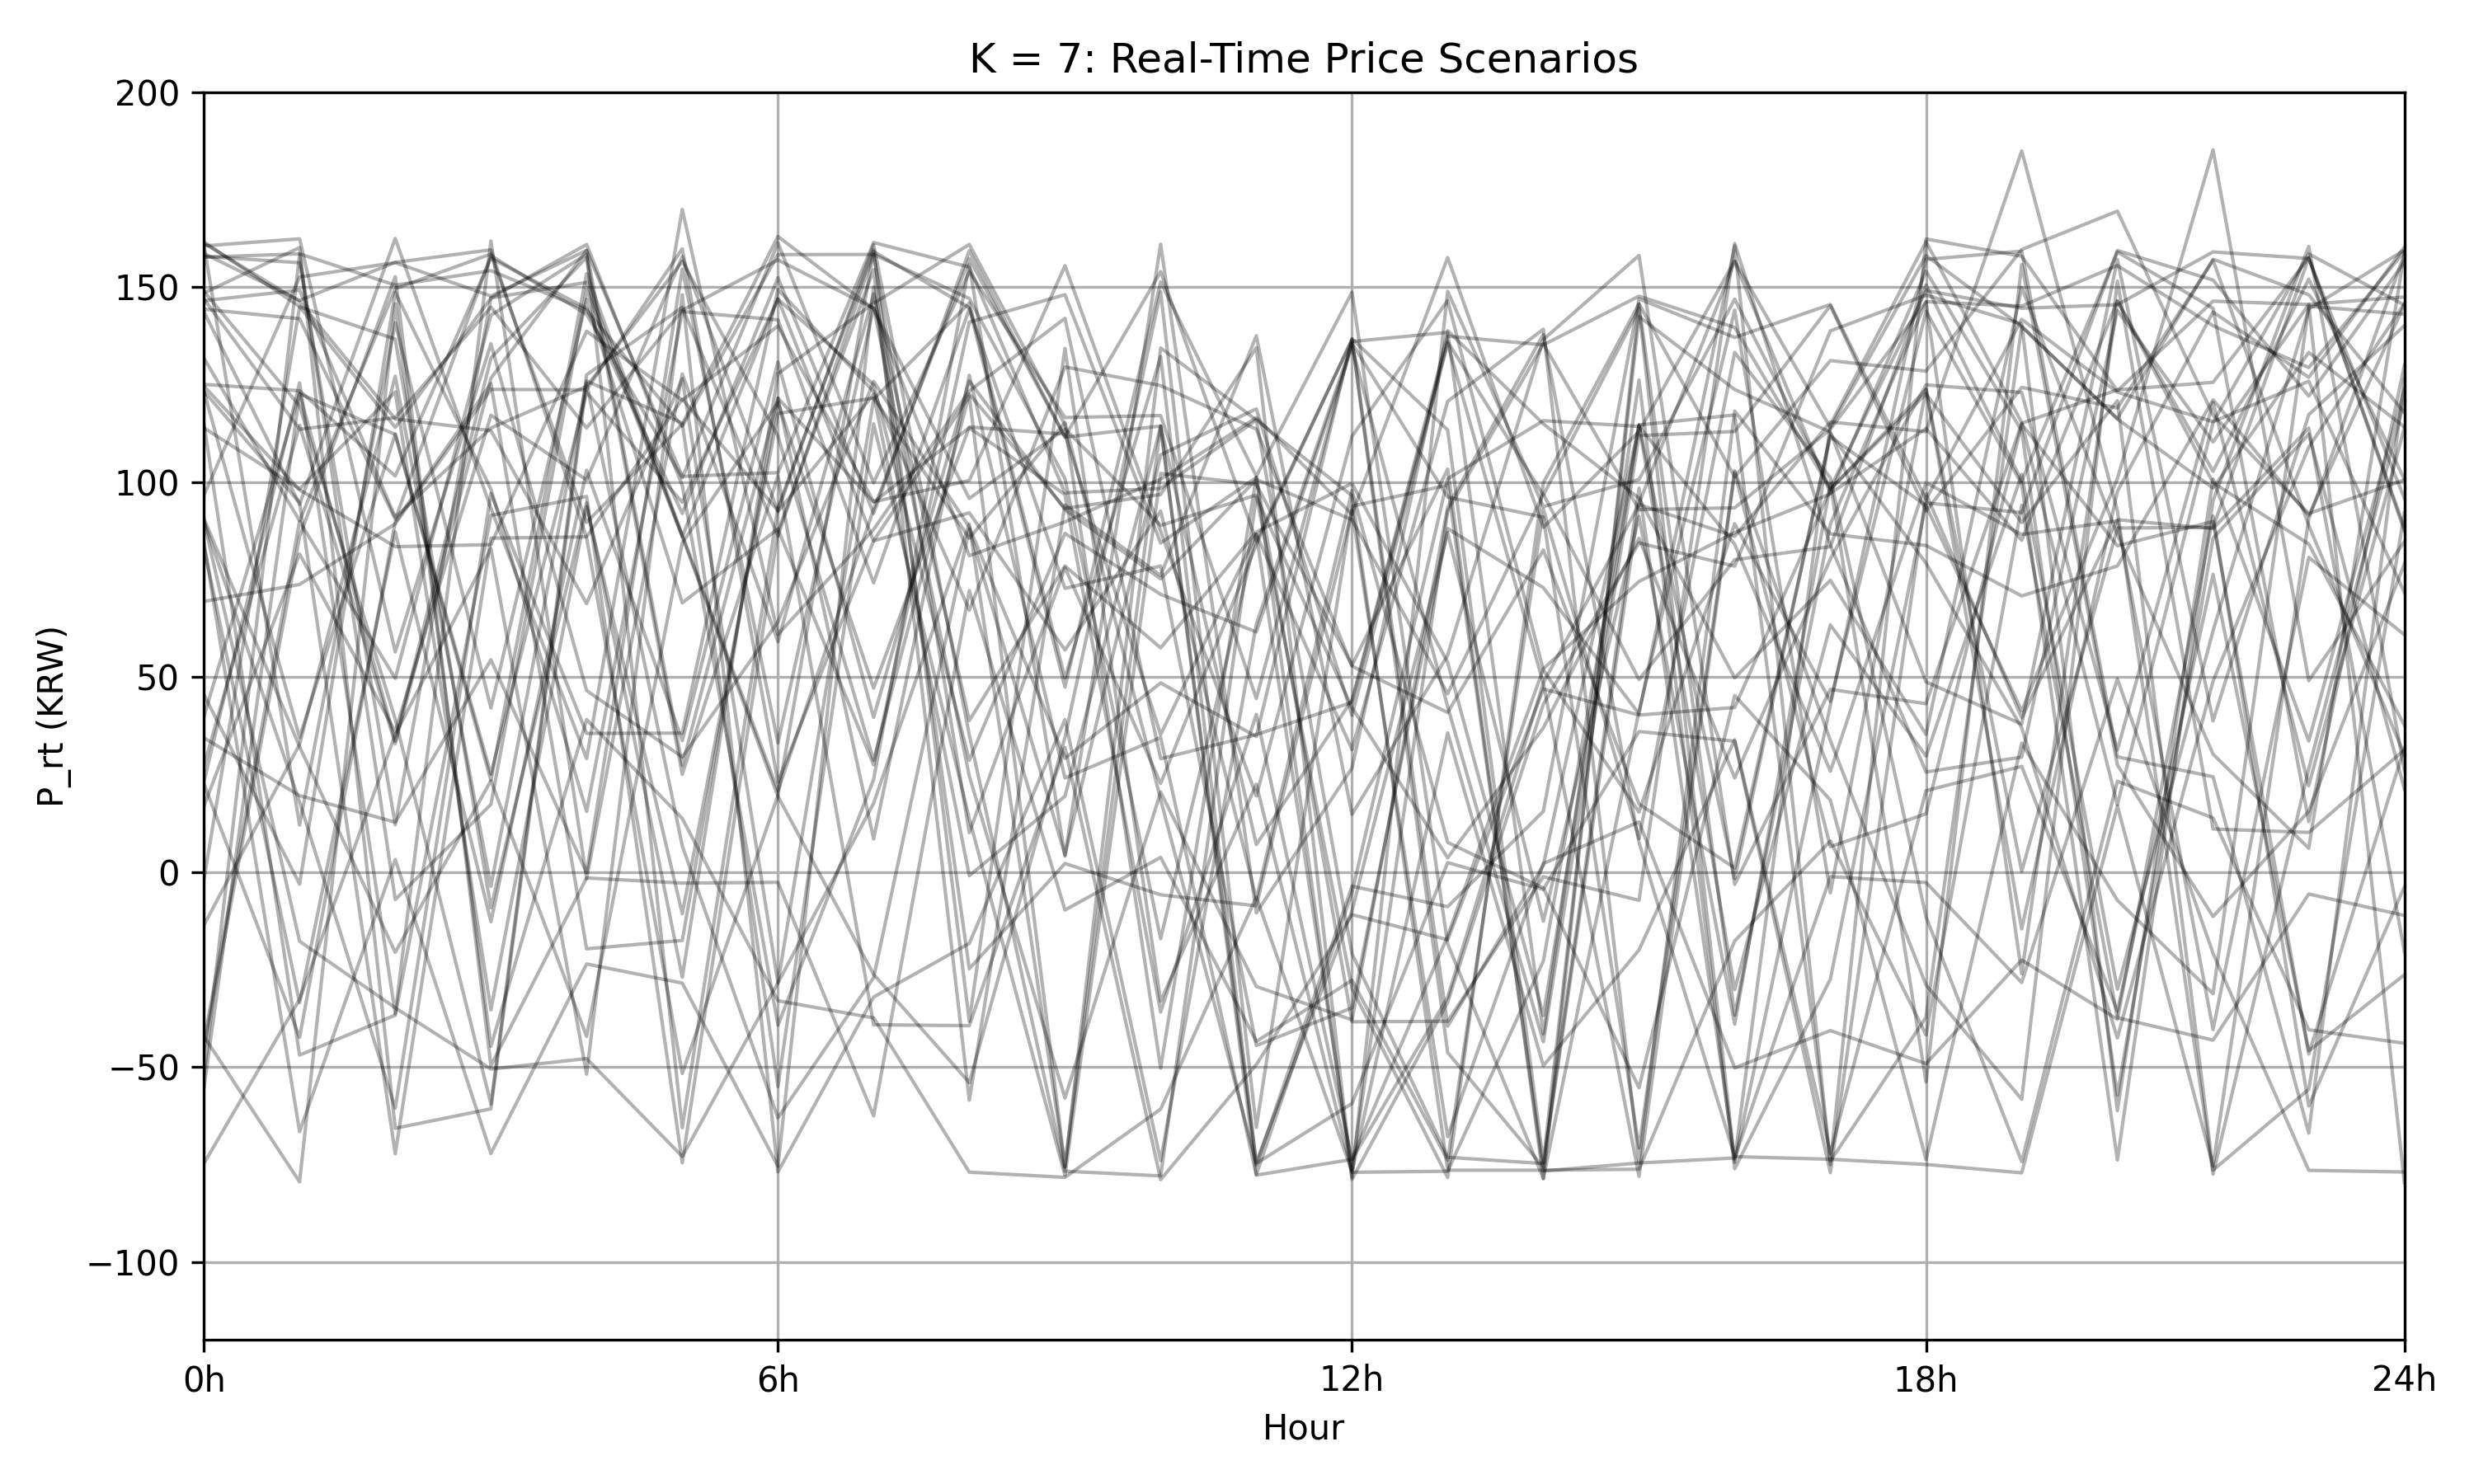 K = 7: Real-Time Price Scenarios
P_rt (KRW)
200
150
100
50
0
−50
−100
0h
6h
12h
18h
24h
Hour